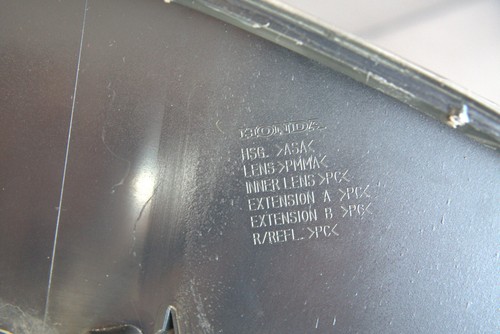 HONDA
HSG. >ASA<
LENS >PMMA<
INNER LENS >PC<
EXTENSION A >PC<
EXTENSION B >PC<
R/REFL. >PC<